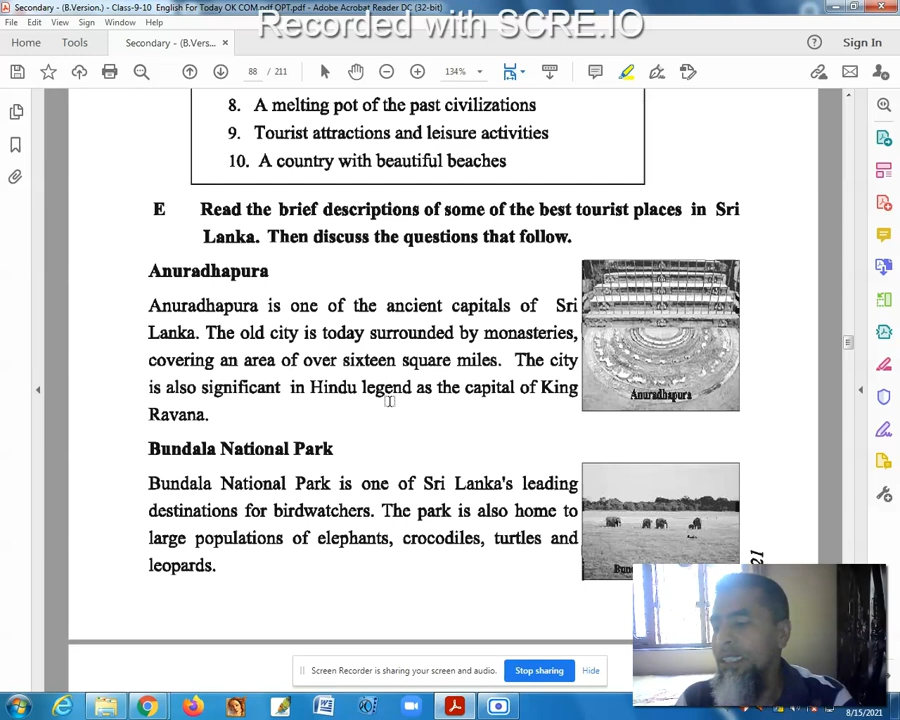 Secondary - (B.Version.) - Class-9-10 English For Today OK COM.pdf OPT.pdf - Adobe Acrobat Reader DC (32-bit)
Recorded with SCRE.IO
Edit View Sign Window Help
Home Tools Secondary - (B.Vers... × Sign In
88 / 211 134%
8. A melting pot of the past civilizations
9. Tourist attractions and leisure activities
10. A country with beautiful beaches
E Read the brief descriptions of some of the best tourist places in Sri
Lanka. Then discuss the questions that follow.
Anuradhapura
Anuradhapura is one of the ancient capitals of Sri
Lanka. The old city is today surrounded by monasteries,
covering an area of over sixteen square miles. The city
is also significant in Hindu legend as the capital of King
Ravana.
Anuradhapura
Bundala National Park
Bundala National Park is one of Sri Lanka's leading
destinations for birdwatchers. The park is also home to
large populations of elephants, crocodiles, turtles and
leopards.
Screen Recorder is sharing your screen and audio. Stop sharing Hide
8/15/2021